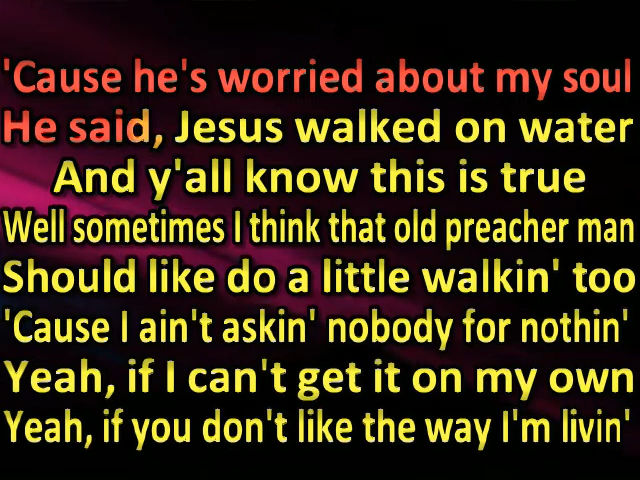 'Cause he's worried about my soul
He said, Jesus walked on water
And y'all know this is true
Well sometimes I think that old preacher man
Should like do a little walkin' too
'Cause I ain't askin' nobody for nothin'
Yeah, if I can't get it on my own
Yeah, if you don't like the way I'm livin'